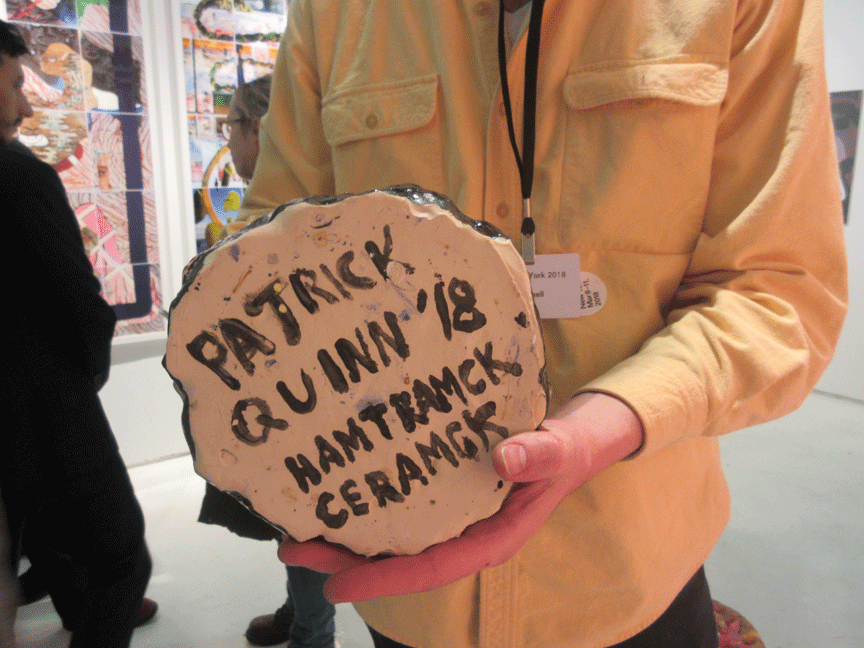 PATRICK
QUINN '18
HAMTRAMCK
CERAMCK
York 2018